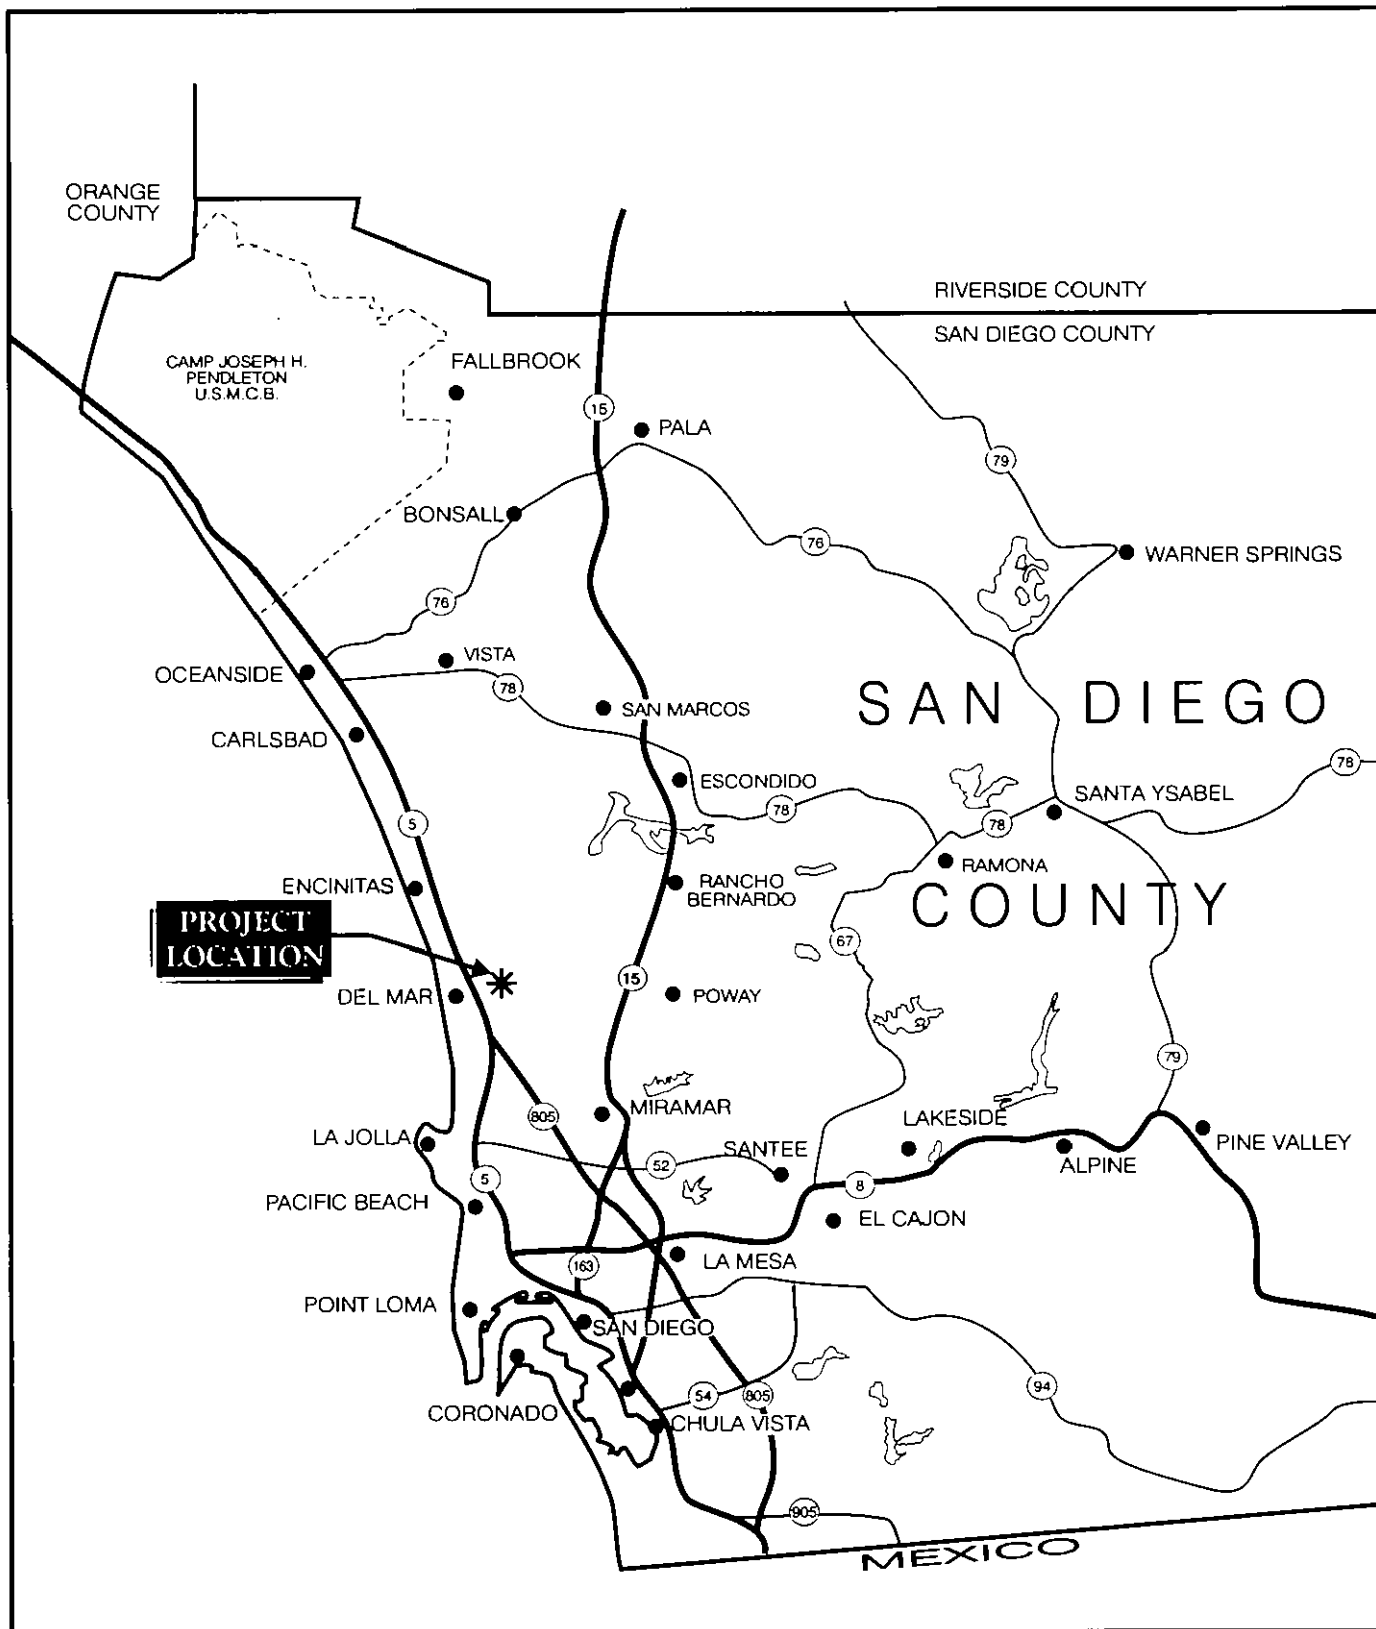 ORANGE
COUNTY
RIVERSIDE COUNTY
SAN DIEGO COUNTY
CAMP JOSEPH H.
PENDLETON
U.S.M.C.B.
FALLBROOK
15
PALA
79
BONSALL
76
WARNER SPRINGS
76
VISTA
OCEANSIDE
78
SAN MARCOS
SAN DIEGO
CARLSBAD
78
ESCONDIDO
SANTA YSABEL
78
78
5
RAMONA
ENCINITAS
RANCHO
BERNARDO
COUNTY
PROJECT
LOCATION
67
15
DEL MAR
POWAY
79
MIRAMAR
805
LAKESIDE
LA JOLLA
PINE VALLEY
SANTEE
52
ALPINE
5
8
PACIFIC BEACH
EL CAJON
LA MESA
163
POINT LOMA
SAN DIEGO
94
54
805
CORONADO
CHULA VISTA
905
MEXICO